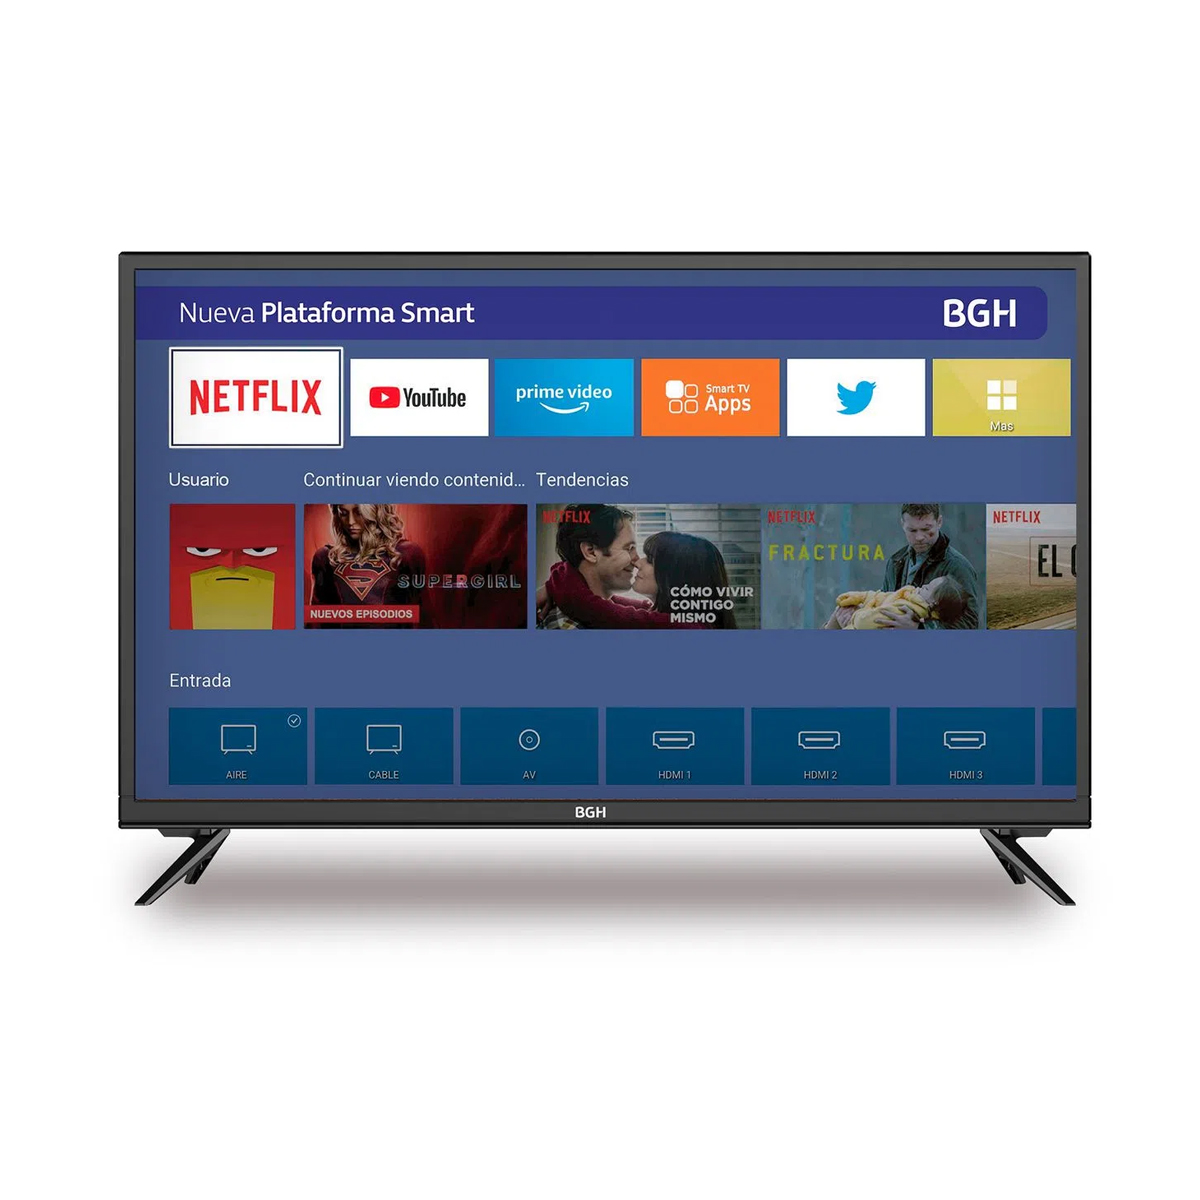 Nueva Plataforma Smart
BGH
NETFLIX
YouTube
prime video
Smart TV
Apps
Mas
Usuario
Continuar viendo contenid...
Tendencias
SUPERGIRL
NUEVOS EPISODIOS
NETFLIX
CÓMO VIVIR
CONTIGO
MISMO
NETFLIX
FRACTURA
NETFLIX
EL
Entrada
AIRE
CABLE
AV
HDMI 1
HDMI 2
HDMI 3
BGH